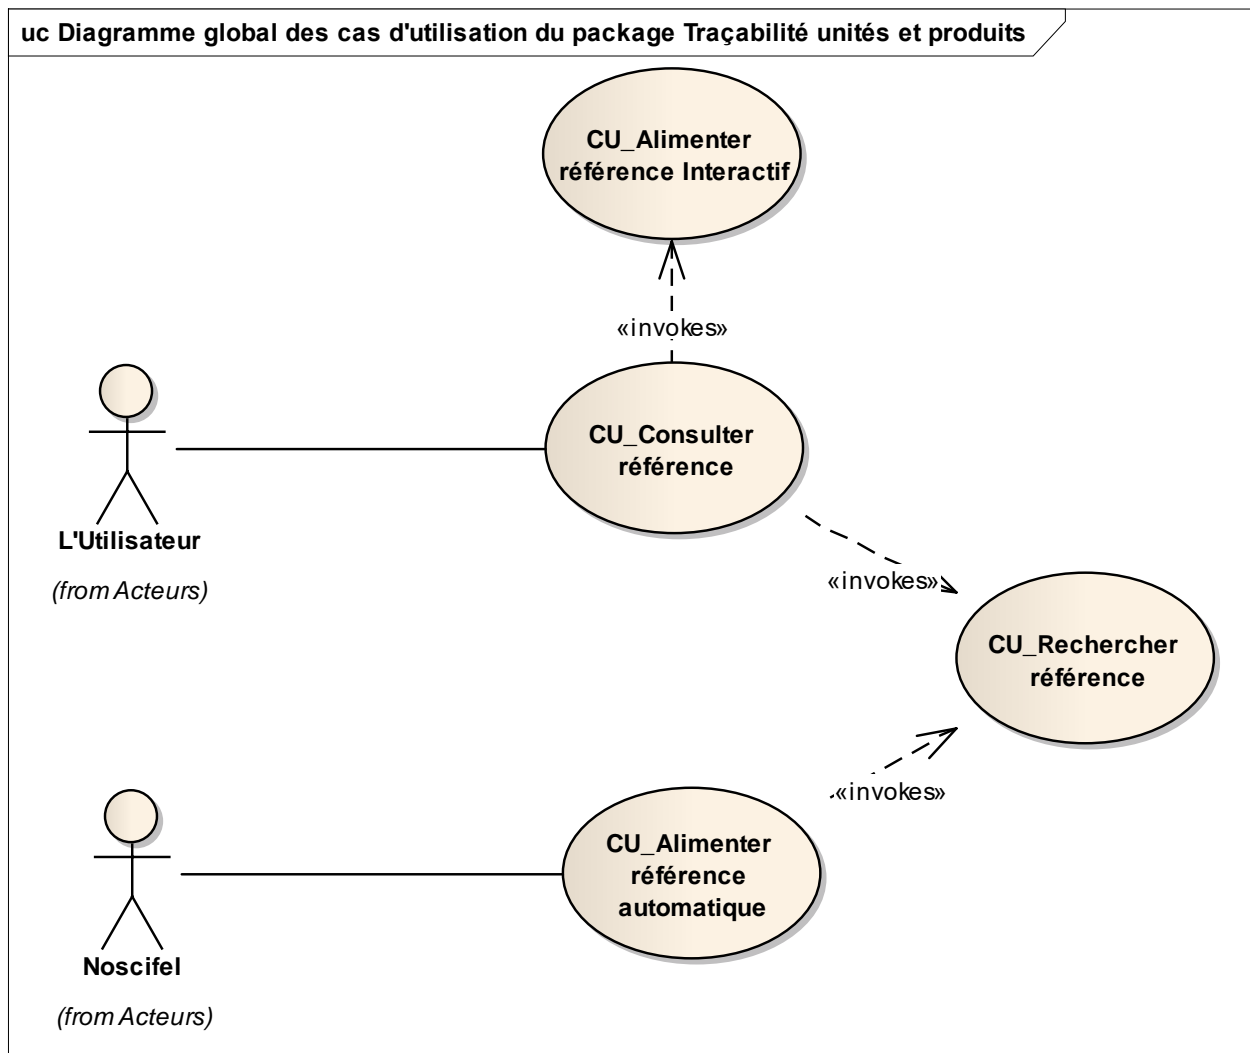 uc Diagramme global des cas d'utilisation du package Traçabilité unités et produits
CU_Alimenter
référence Interactif
«invokes»
CU_Consulter
référence
L'Utilisateur
(from Acteurs)
«invokes»
CU_Rechercher
référence
«invokes»
CU_Alimenter
référence
automatique
Noscifel
(from Acteurs)